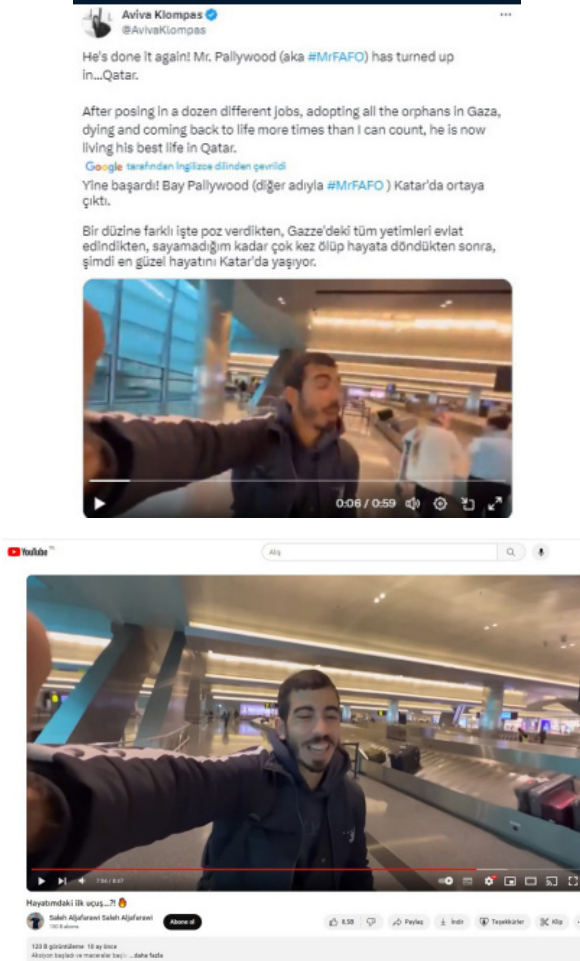 Aviva Klompas
@AvivaKlompas
He's done it again! Mr. Pallywood (aka #MrFAFO) has turned up
in...Qatar.
After posing in a dozen different jobs, adopting all the orphans in Gaza,
dying and coming back to life more times than I can count, he is now
living his best life in Qatar.
Google tarafından İngilizce dilinden çevrildi
Yine başardı! Bay Pallywood (diğer adıyla #MrFAFO ) Katar'da ortaya
çıktı.
Bir düzine farklı işte poz verdikten, Gazze'deki tüm yetimleri evlat
edindikten, sayamadığım kadar çok kez ölüp hayata döndükten sonra,
şimdi en güzel hayatını Katar'da yaşıyor.
0:06 / 0:59
YouTube
Hayatımdaki ilk uçuş...?!
Saleh Aljafarawi Saleh Aljafarawi
Abone ol
Paylaş
İndir
Teşekkürler
Klip
123 B görüntüleme 10 ay önce
Aksiyon başladı ve maceralar ...daha fazla